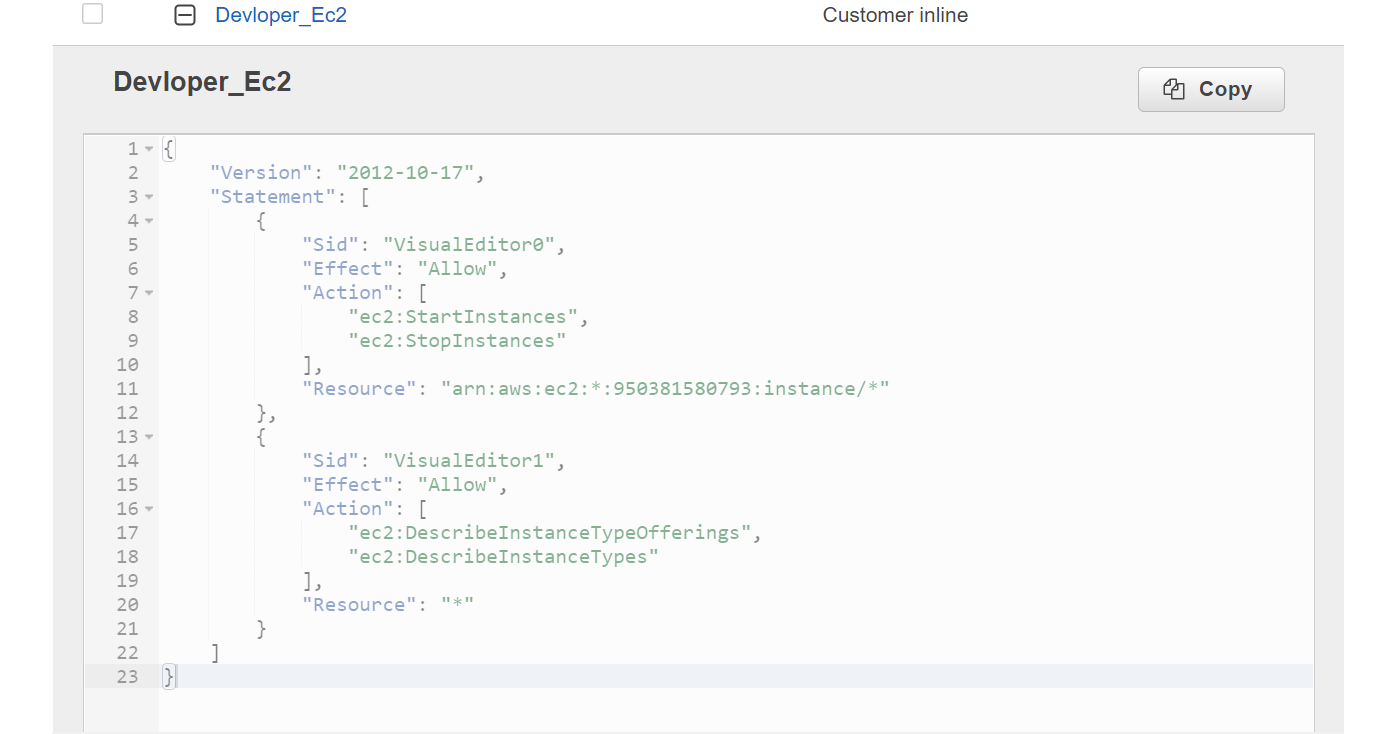 Devloper_Ec2 Customer inline
Devloper_Ec2
Copy
1 {
2 "Version": "2012-10-17",
3 "Statement": [
4 {
5 "Sid": "VisualEditor0",
6 "Effect": "Allow",
7 "Action": [
8 "ec2:StartInstances",
9 "ec2:StopInstances"
10 ],
11 "Resource": "arn:aws:ec2:*:950381580793:instance/*"
12 },
13 {
14 "Sid": "VisualEditor1",
15 "Effect": "Allow",
16 "Action": [
17 "ec2:DescribeInstanceTypeOfferings",
18 "ec2:DescribeInstanceTypes"
19 ],
20 "Resource": "*"
21 }
22 ]
23 }